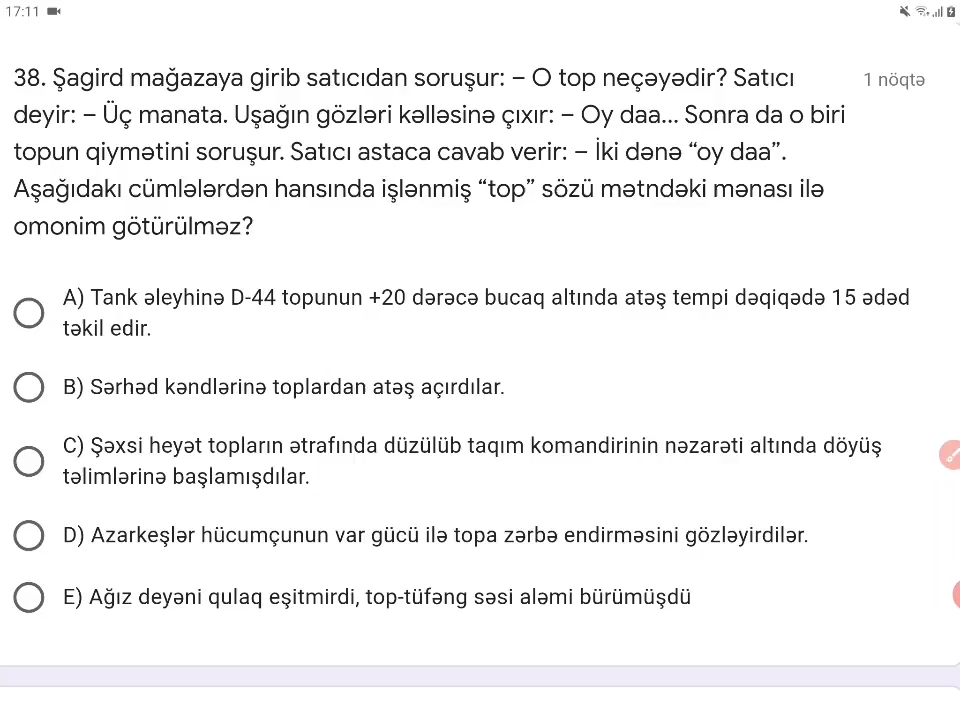 17:11
38. Şagird mağazaya girib satıcıdan soruşur: – O top neçəyədir? Satıcı
1 nöqtə
deyir: – Üç manata. Uşağın gözləri kəlləsinə çıxır: – Oy daa... Sonra da o biri
topun qiymətini soruşur. Satıcı astaca cavab verir: – İki dənə “oy daa”.
Aşağıdakı cümlələrdən hansında işlənmiş “top” sözü mətndəki mənası ilə
omonim götürülməz?
A) Tank əleyhinə D-44 topunun +20 dərəcə bucaq altında atəş tempi dəqiqədə 15 ədəd
təkil edir.
B) Sərhəd kəndlərinə toplardan atəş açırdılar.
C) Şəxsi heyət topların ətrafında düzülüb taqım komandirinin nəzarəti altında döyüş
təlimlərinə başlamışdılar.
D) Azarkeşlər hücumçunun var gücü ilə topa zərbə endirməsini gözləyirdilər.
E) Ağız deyəni qulaq eşitmirdi, top-tüfəng səsi aləmi bürümüşdü